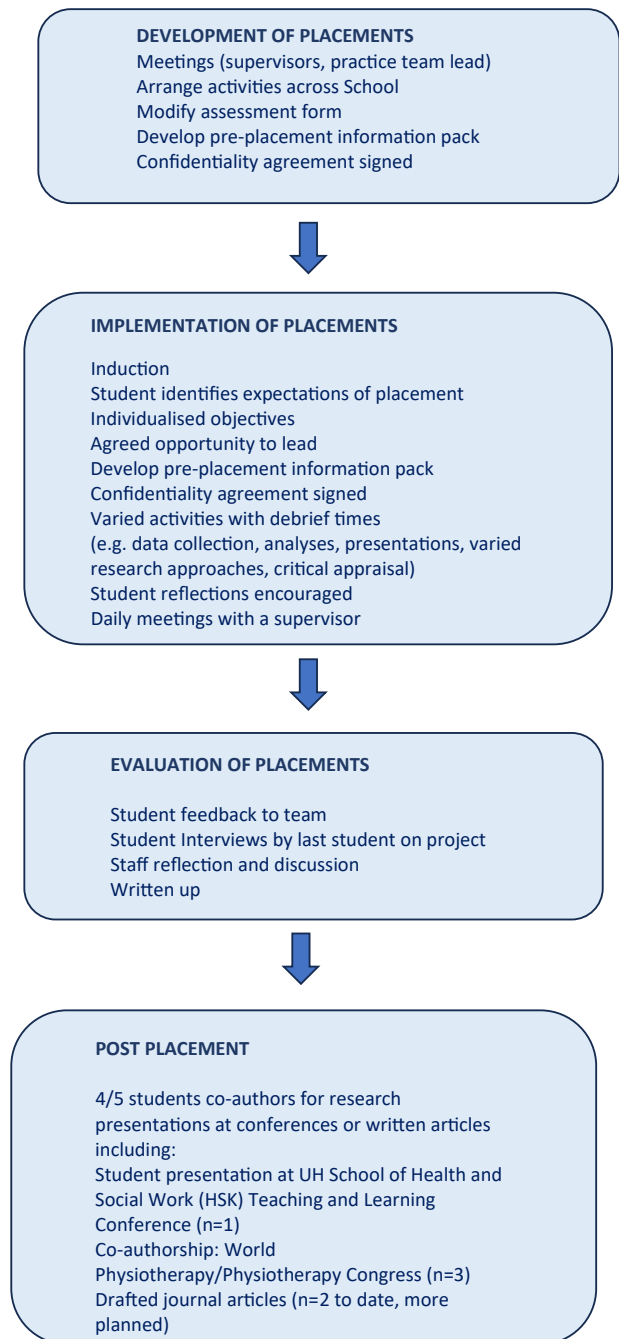 DEVELOPMENT OF PLACEMENTS
Meetings (supervisors, practice team lead)
Arrange activities across School
Modify assessment form
Develop pre-placement information pack
Confidentiality agreement signed
IMPLEMENTATION OF PLACEMENTS
Induction
Student identifies expectations of placement
Individualised objectives
Agreed opportunity to lead
Develop pre-placement information pack
Confidentiality agreement signed
Varied activities with debrief times
(e.g. data collection, analyses, presentations, varied
research approaches, critical appraisal)
Student reflections encouraged
Daily meetings with a supervisor
EVALUATION OF PLACEMENTS
Student feedback to team
Student Interviews by last student on project
Staff reflection and discussion
Written up
POST PLACEMENT
4/5 students co-authors for research
presentations at conferences or written articles
including:
Student presentation at UH School of Health and
Social Work (HSK) Teaching and Learning
Conference (n=1)
Co-authorship: World
Physiotherapy/Physiotherapy Congress (n=3)
Drafted journal articles (n=2 to date, more
planned)